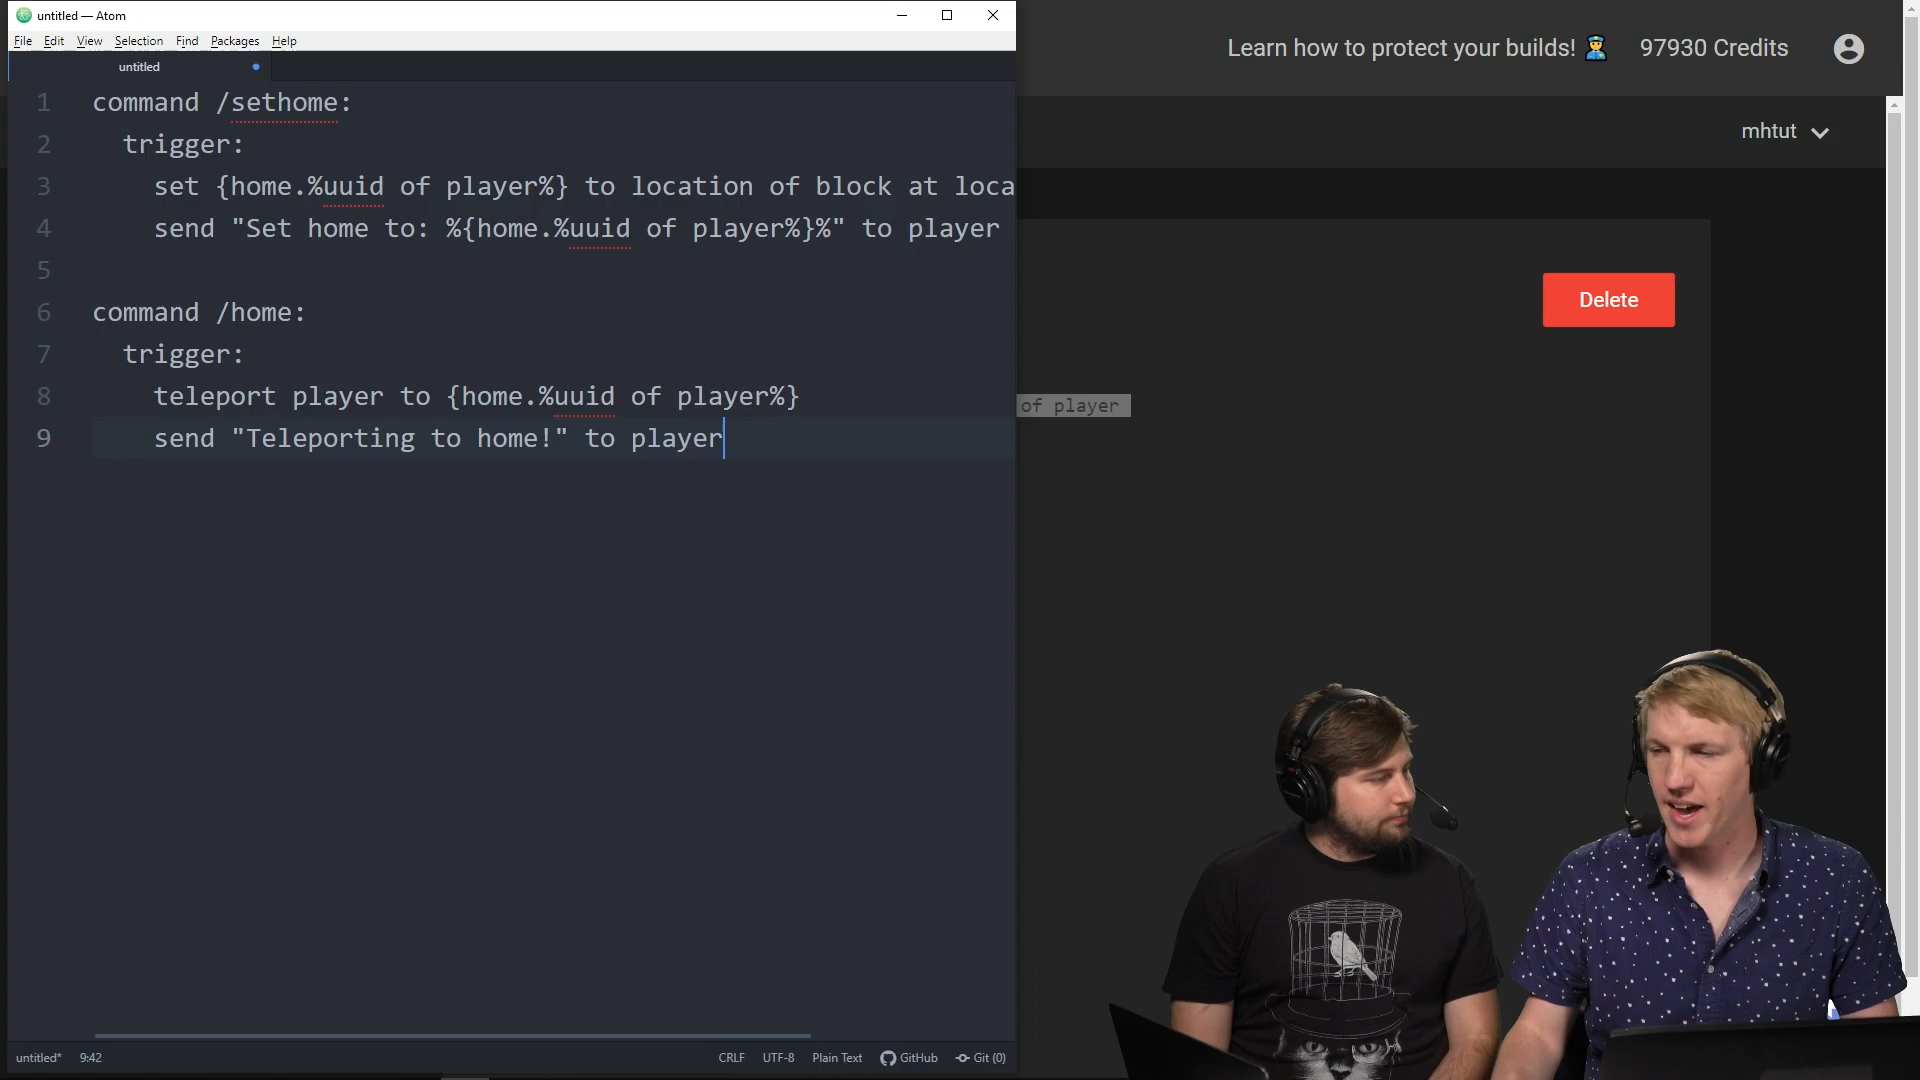 untitled — Atom
File Edit View Selection Find Packages Help
untitled
1 command /sethome:
2 trigger:
3 set {home.%uuid of player%} to location of block at loca
4 send "Set home to: %{home.%uuid of player%}%" to player
5
6 command /home:
7 trigger:
8 teleport player to {home.%uuid of player%}
9 send "Teleporting to home!" to player
untitled* 9:42 CRLF UTF-8 Plain Text GitHub Git (0)
Learn how to protect your builds! 97930 Credits
mhtut
Delete
of player